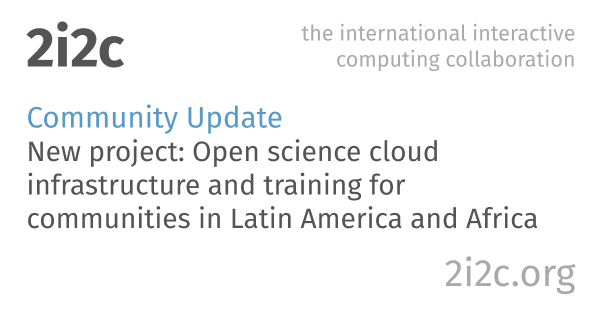 2i2c
the international interactive
computing collaboration
Community Update
New project: Open science cloud
infrastructure and training for
communities in Latin America and Africa
2i2c.org